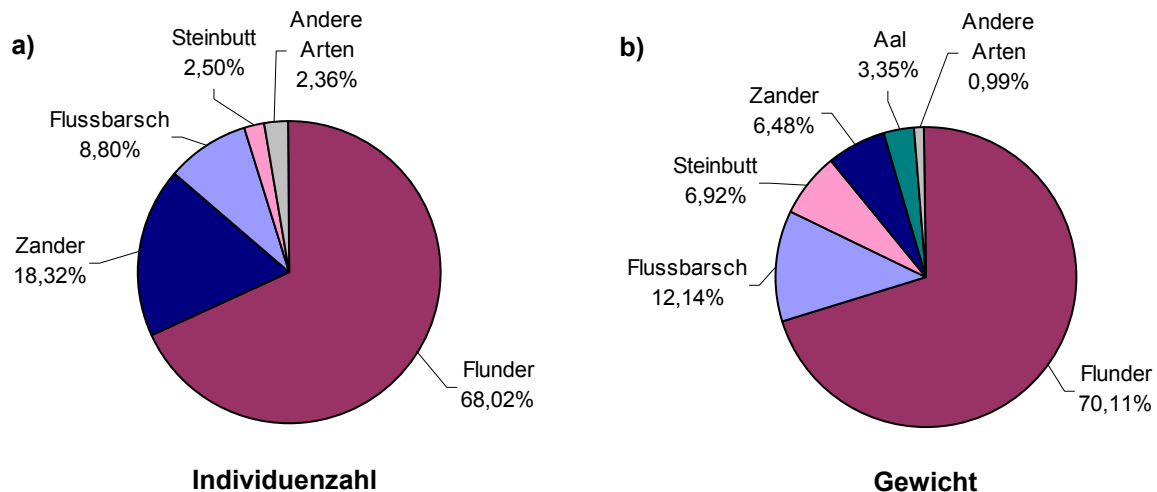 a)
Steinbutt
2,50%
Andere
Arten
2,36%
Flussbarsch
8,80%
Zander
18,32%
Flunder
68,02%
Individuenzahl
b)
Aal
3,35%
Andere
Arten
0,99%
Zander
6,48%
Steinbutt
6,92%
Flussbarsch
12,14%
Flunder
70,11%
Gewicht